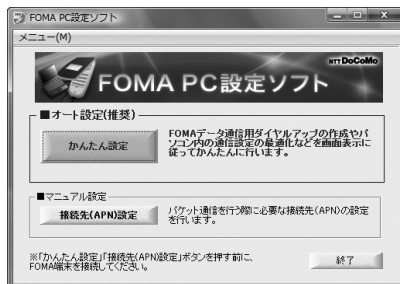 FOMA PC設定ソフト
メニュー(M)
NTT DoCoMo
FOMA PC設定ソフト
■オート設定(推奨)
かんたん設定
FOMAデータ通信用ダイヤルアップの作成やパ
ソコン内の通信設定の最適化などを画面表示に
従ってかんたんに行います。
■マニュアル設定
接続先(APN)設定
パケット通信を行う際に必要な接続先(APN)の設定
を行います。
※「かんたん設定」「接続先(APN)設定」ボタンを押す前に、
FOMA端末を接続してください。
終了